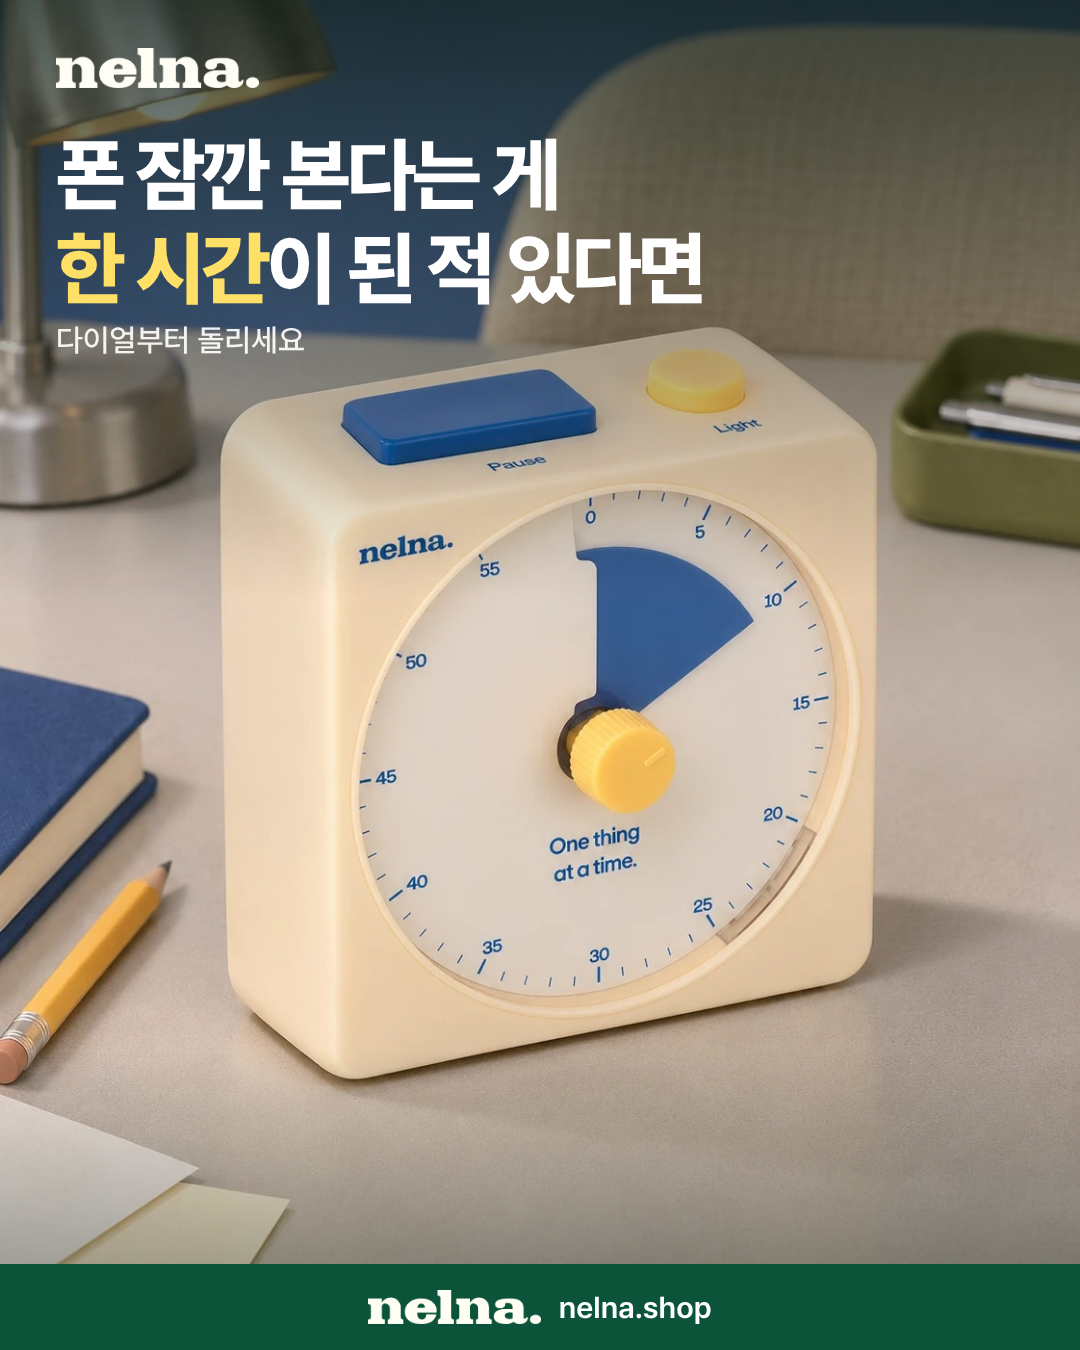 nelna.
폰 잠깐 본다는 게
한 시간이 된 적 있다면
다이얼부터 돌리세요
Pause
Light
nelna.
0
5
10
15
20
25
30
35
40
45
50
55
One thing
at a time.
nelna. nelna.shop